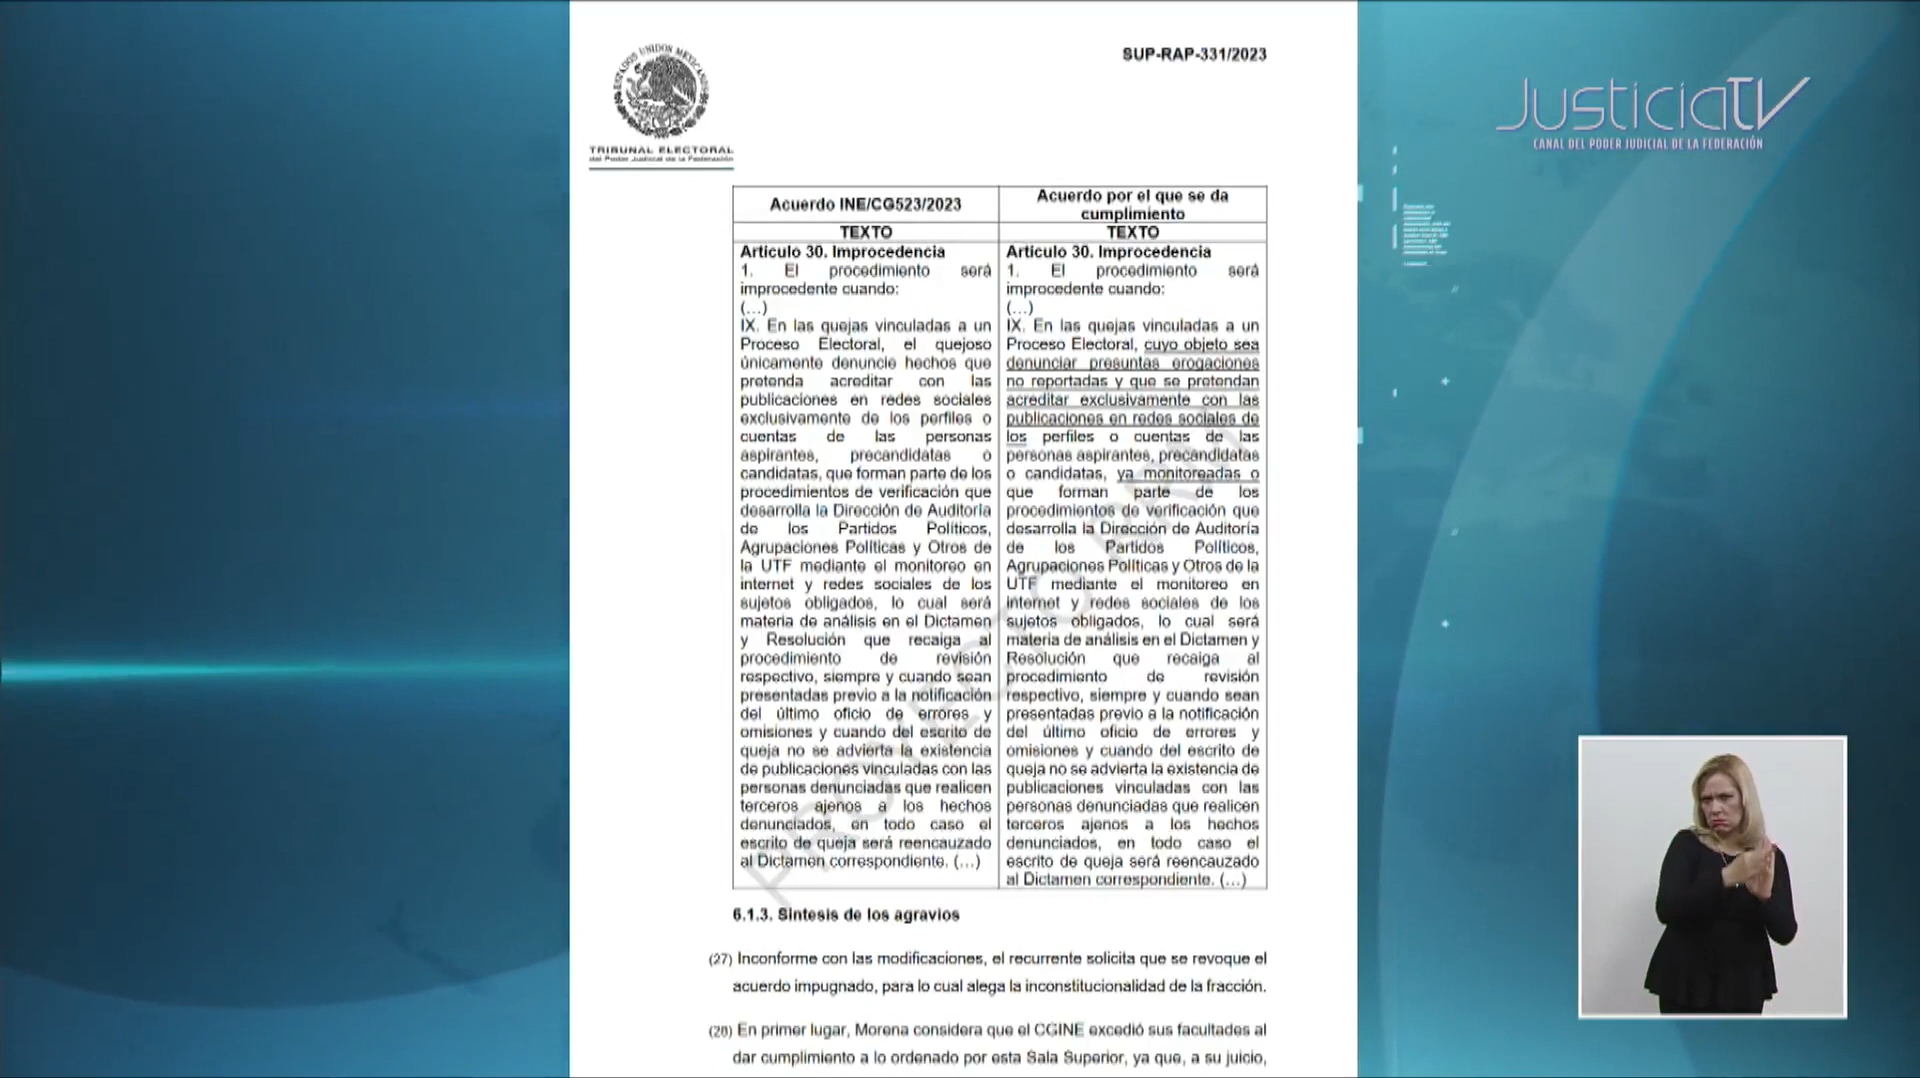 SUP-RAP-331/2023
ESTADOS UNIDOS MEXICANOS
TRIBUNAL ELECTORAL
del Poder Judicial de la Federación
JusticiaTV
CANAL DEL PODER JUDICIAL DE LA FEDERACIÓN
Acuerdo INE/CG523/2023
TEXTO
Artículo 30. Improcedencia
1. El procedimiento será
improcedente cuando:
(...)
IX. En las quejas vinculadas a un
Proceso Electoral, el quejoso
únicamente denuncie hechos que
pretenda acreditar con las
publicaciones en redes sociales
exclusivamente de los perfiles o
cuentas de las personas
aspirantes, precandidatas o
candidatas, que forman parte de los
procedimientos de verificación que
desarrolla la Dirección de Auditoría
de los Partidos Políticos,
Agrupaciones Políticas y Otros de
la UTF mediante el monitoreo en
internet y redes sociales de los
sujetos obligados, lo cual será
materia de análisis en el Dictamen
y Resolución que recaiga al
procedimiento de revisión
respectivo, siempre y cuando sean
presentadas previo a la notificación
del último oficio de errores y
omisiones y cuando del escrito de
queja no se advierta la existencia
de publicaciones vinculadas con las
personas denunciadas que realicen
terceros ajenos a los hechos
denunciados, en todo caso el
escrito de queja será reencauzado
al Dictamen correspondiente. (...)
Acuerdo por el que se da
cumplimiento
TEXTO
Artículo 30. Improcedencia
1. El procedimiento será
improcedente cuando:
(...)
IX. En las quejas vinculadas a un
Proceso Electoral, cuyo objeto sea
denunciar presuntas erogaciones
no reportadas y que se pretendan
acreditar exclusivamente con las
publicaciones en redes sociales de
los perfiles o cuentas de las
personas aspirantes, precandidatas
o candidatas, ya monitoreadas o
que forman parte de los
procedimientos de verificación que
desarrolla la Dirección de Auditoría
de los Partidos Políticos,
Agrupaciones Políticas y Otros de la
UTF mediante el monitoreo en
internet y redes sociales de los
sujetos obligados, lo cual será
materia de análisis en el Dictamen y
Resolución que recaiga al
procedimiento de revisión
respectivo, siempre y cuando sean
presentadas previo a la notificación
del último oficio de errores y
omisiones y cuando del escrito de
queja no se advierta la existencia de
publicaciones vinculadas con las
personas denunciadas que realicen
terceros ajenos a los hechos
denunciados, en todo caso el
escrito de queja será reencauzado
al Dictamen correspondiente. (...)
6.1.3. Síntesis de los agravios
(27) Inconforme con las modificaciones, el recurrente solicita que se revoque el
acuerdo impugnado, para lo cual alega la inconstitucionalidad de la fracción.
(28) En primer lugar, Morena considera que el CGINE excedió sus facultades al
dar cumplimiento a lo ordenado por esta Sala Superior, ya que, a su juicio,